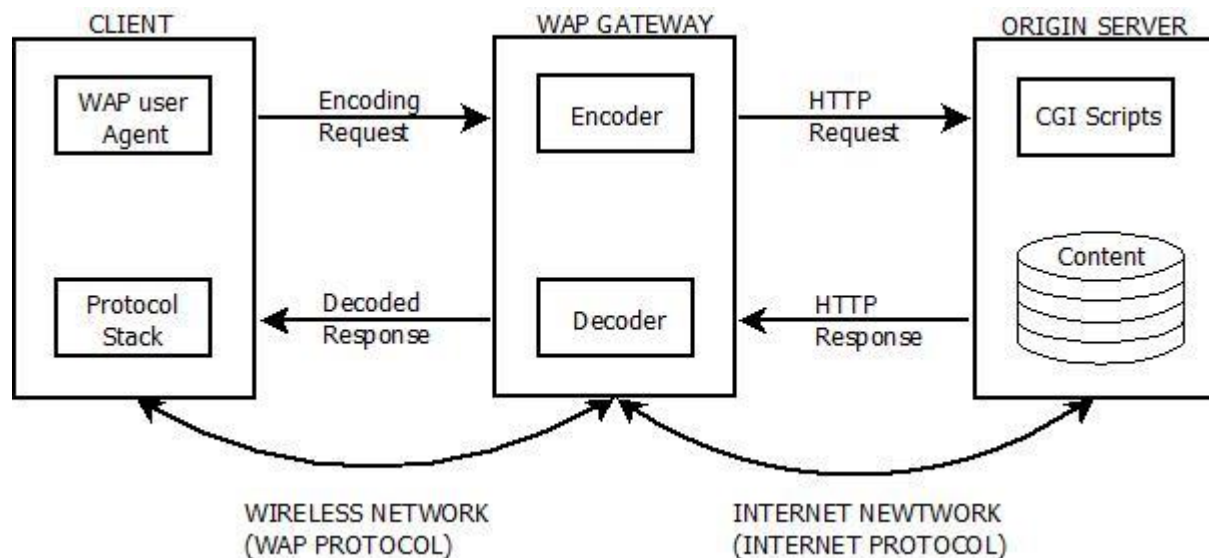 CLIENT
WAP GATEWAY
ORIGIN SERVER
WAP user
Agent
Encoding
Request
Encoder
HTTP
Request
CGI Scripts
Protocol
Stack
Decoded
Response
Decoder
HTTP
Response
Content
WIRELESS NETWORK
(WAP PROTOCOL)
INTERNET NEWTWORK
(INTERNET PROTOCOL)